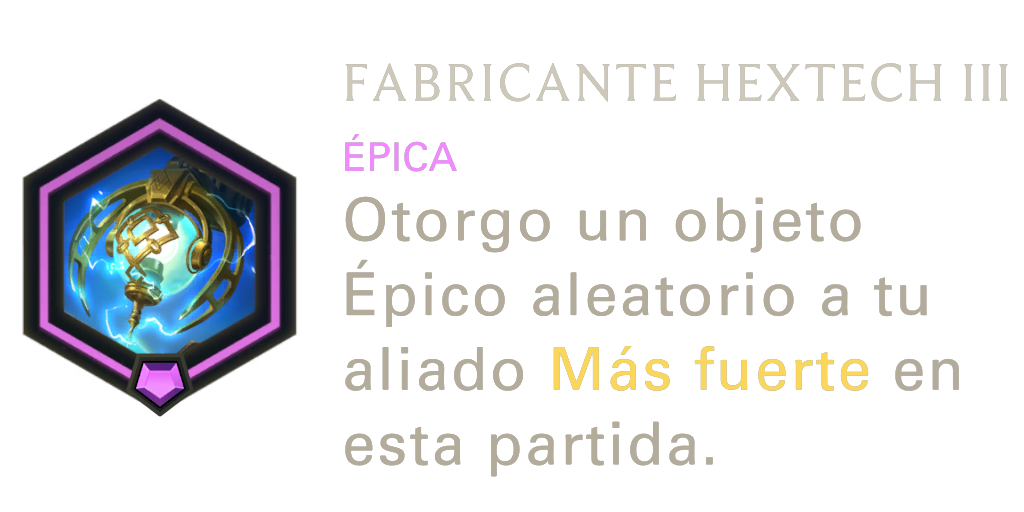 FABRICANTE HEXTECH III
ÉPICA
Otorgo un objeto
Épico aleatorio a tu
aliado Más fuerte en
esta partida.